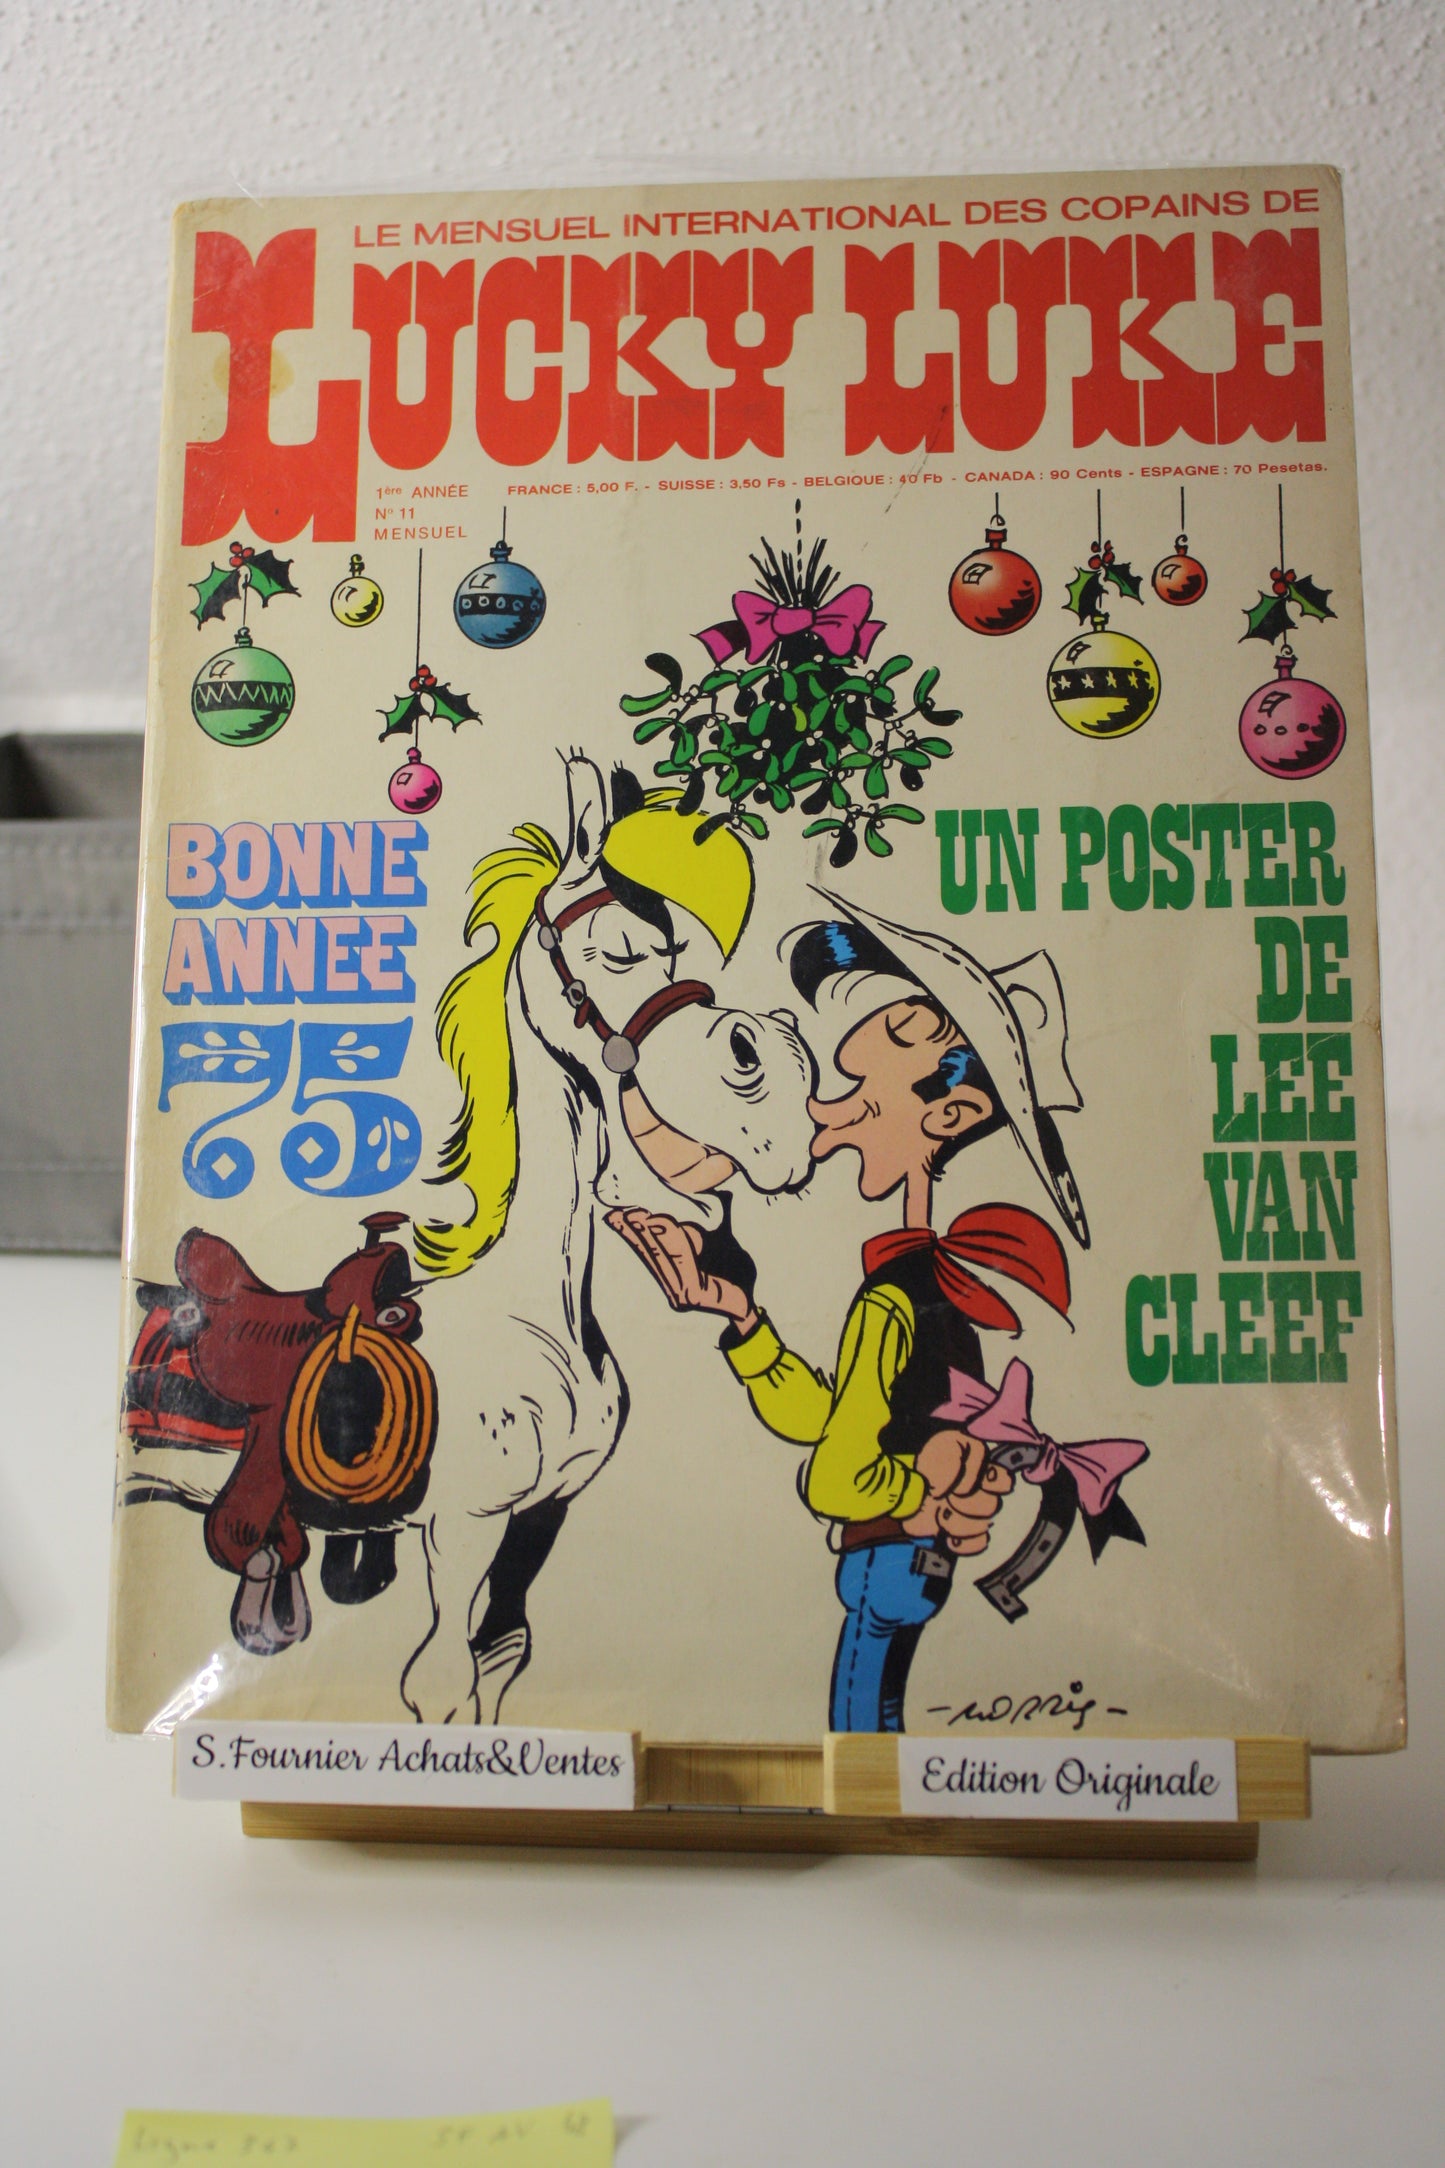 LE MENSUEL INTERNATIONAL DES COPAINS DE
LUCKY LUKE
1ère ANNÉE
No 11
MENSUEL
FRANCE : 5,00 F. - SUISSE : 3,50 Fs - BELGIQUE : 40 Fb - CANADA : 90 Cents - ESPAGNE : 70 Pesetas.
BONNE
ANNEE
75
UN POSTER
DE
LEE
VAN
CLEEF
- MORRIS -
S.Fournier Achats&Ventes
Edition Originale